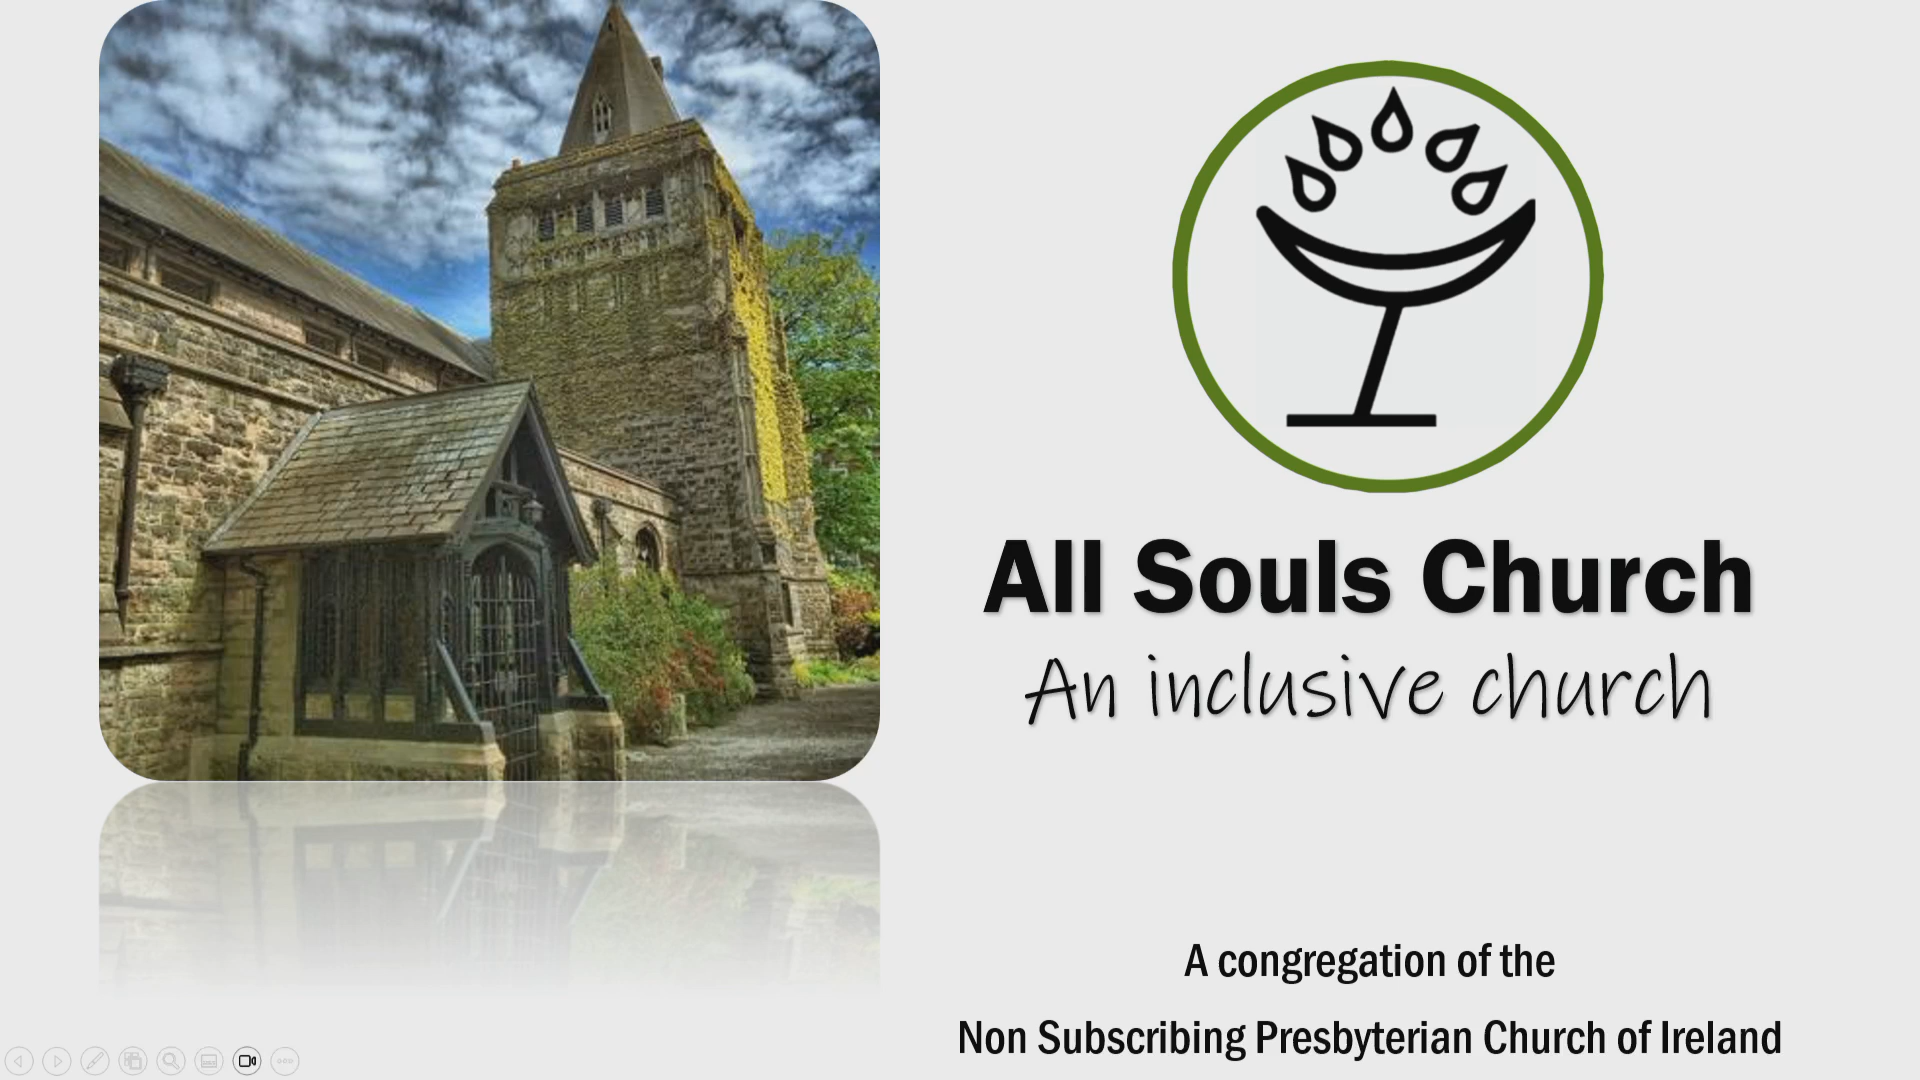 All Souls Church
An inclusive church
A congregation of the
Non Subscribing Presbyterian Church of Ireland